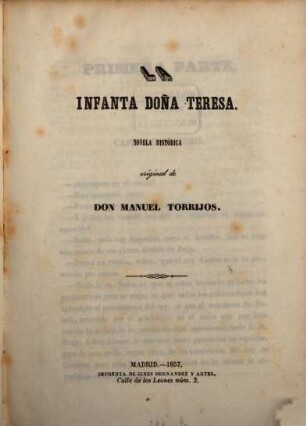 LA
INFANTA DOÑA TERESA.
NOVELA HISTÓRICA
original de
DON MANUEL TORRIJOS.
MADRID.—1857.
IMPRENTA DE GINES HERNANDEZ Y ARTES,
Calle de los Leones núm. 2.